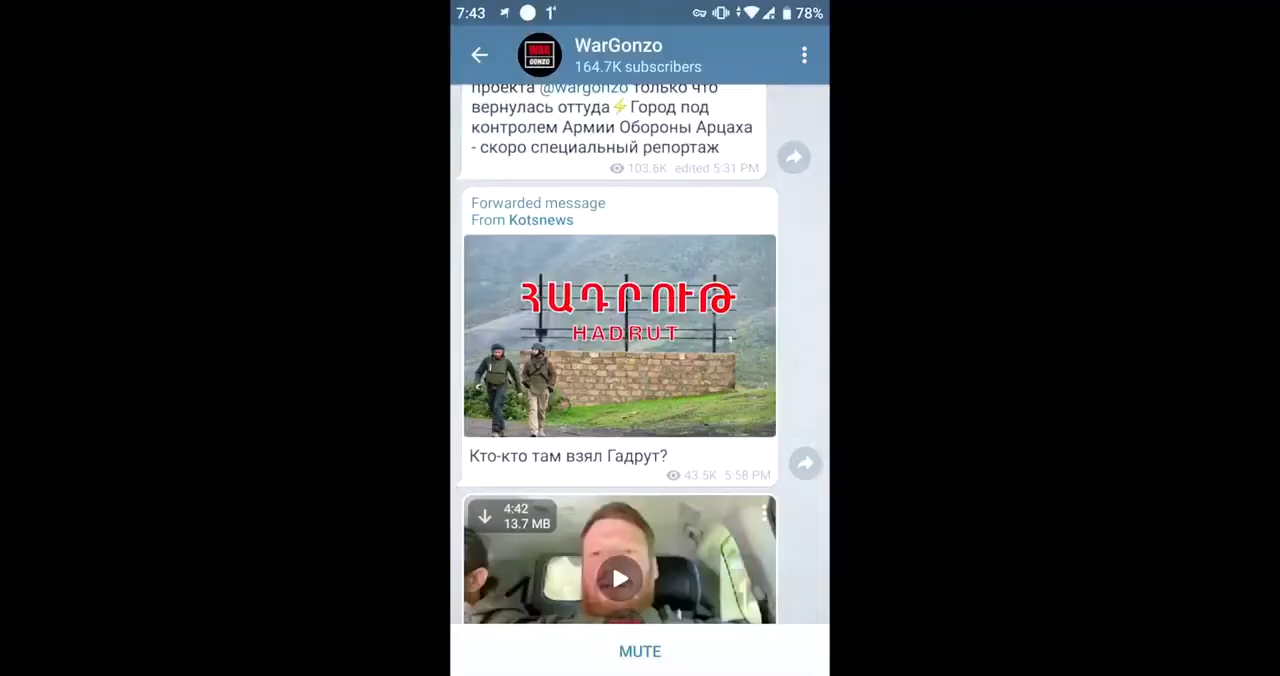 7:43
78%
WAR
GONZO
WarGonzo
164.7K subscribers
проекта @wargonzo только что
вернулась оттуда⚡Город под
контролем Армии Обороны Арцаха
- скоро специальный репортаж
103.6K edited 5:31 PM
Forwarded message
From Kotsnews
ՀԱԴՐՈՒԹ
HADRUT
Кто-кто там взял Гадрут?
43.5K 5:58 PM
4:42
13.7 MB
MUTE